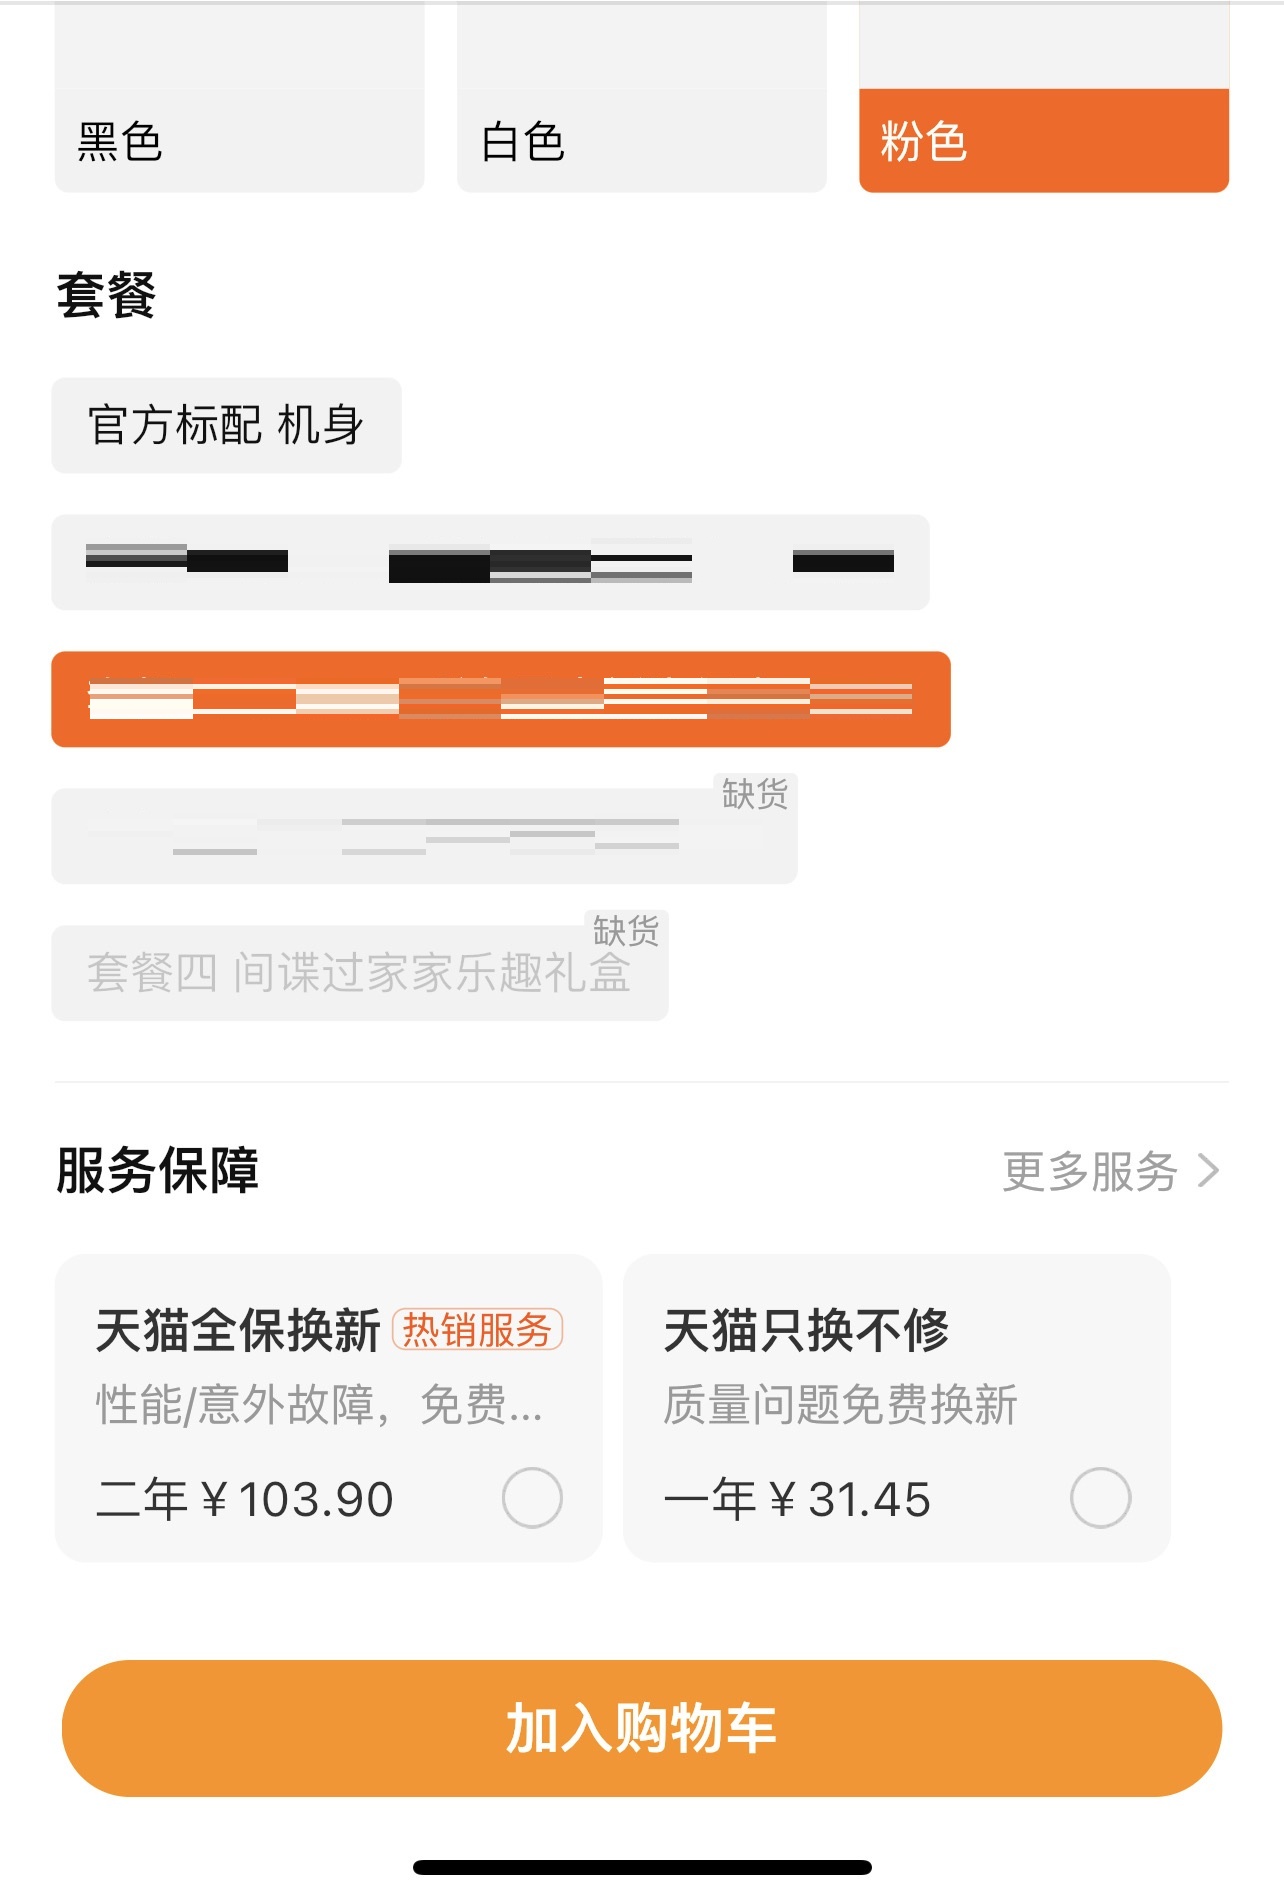 黑色
白色
粉色
套餐
官方标配 机身
缺货
缺货
套餐四 间谍过家家乐趣礼盒
服务保障
更多服务
天猫全保换新 热销服务
性能/意外故障，免费...
二年 ¥ 103.90
天猫只换不修
质量问题免费换新
一年 ¥ 31.45
加入购物车